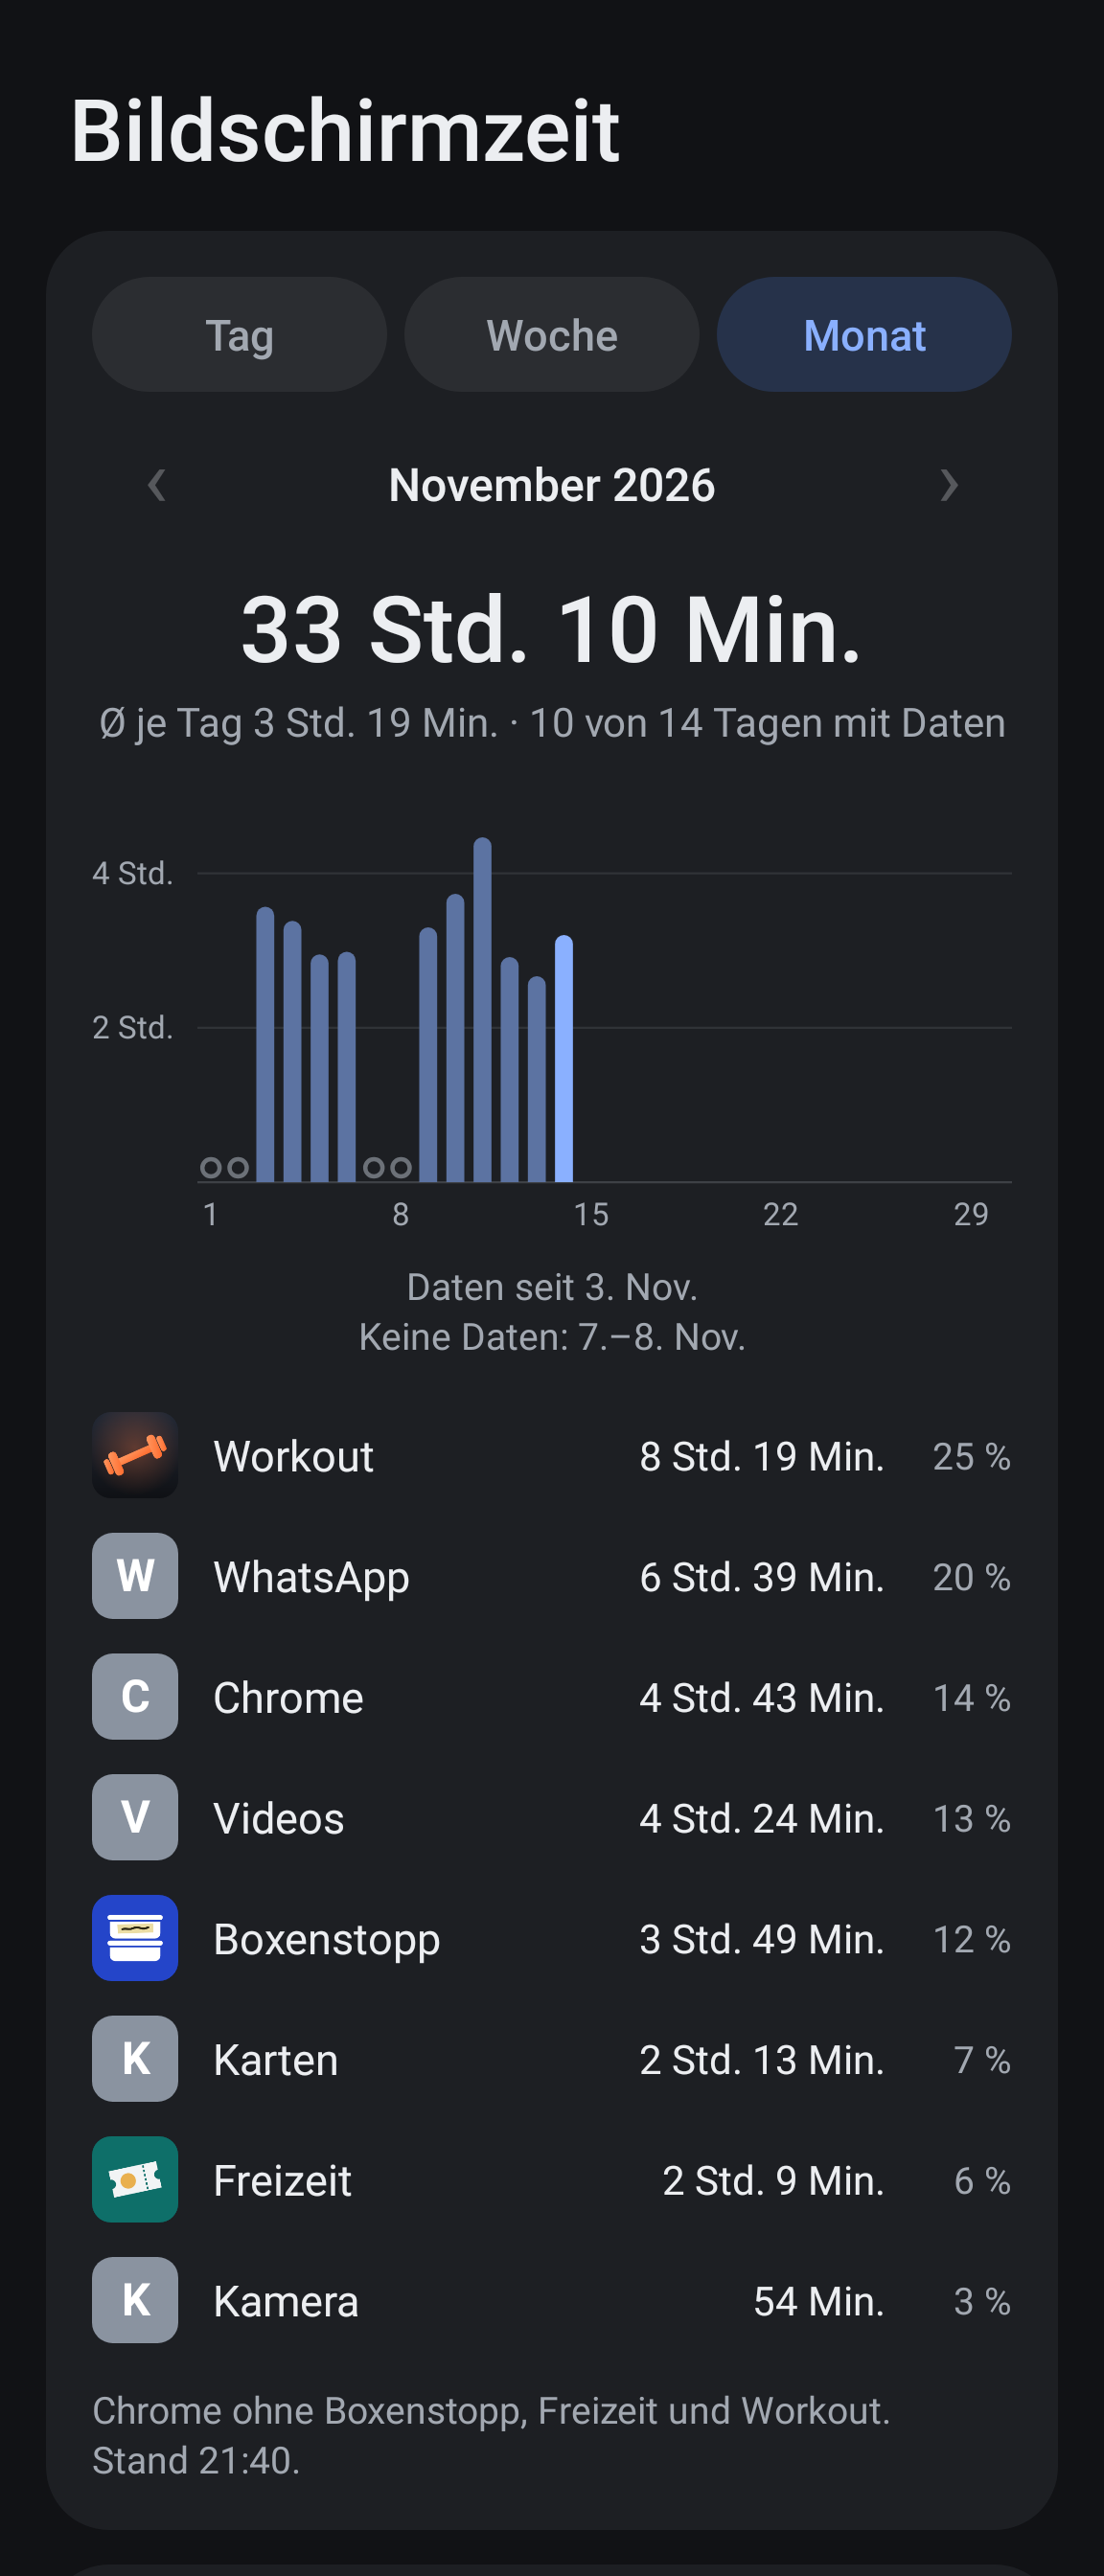 Bildschirmzeit
Tag Woche Monat
‹ November 2026 ›
33 Std. 10 Min.
Ø je Tag 3 Std. 19 Min. · 10 von 14 Tagen mit Daten
4 Std.
2 Std.
1 8 15 22 29
Daten seit 3. Nov.
Keine Daten: 7.–8. Nov.
Workout 8 Std. 19 Min. 25 %
W WhatsApp 6 Std. 39 Min. 20 %
C Chrome 4 Std. 43 Min. 14 %
V Videos 4 Std. 24 Min. 13 %
Boxenstopp 3 Std. 49 Min. 12 %
K Karten 2 Std. 13 Min. 7 %
Freizeit 2 Std. 9 Min. 6 %
K Kamera 54 Min. 3 %
Chrome ohne Boxenstopp, Freizeit und Workout.
Stand 21:40.